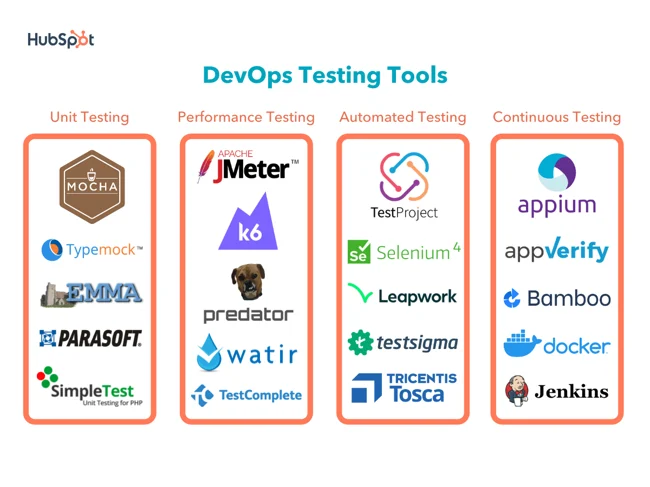 HubSpot
DevOps Testing Tools
Unit Testing
MOCHA
Typemock™
EMMA
PARASOFT®
SimpleTest
Unit Testing for PHP
Performance Testing
APACHE
JMeter™
k6
predator
watir
TestComplete
Automated Testing
TestProject
Se Selenium 4
Leapwork
testsigma
TRICENTIS
Tosca
Continuous Testing
appium
appverify
Bamboo
docker
Jenkins